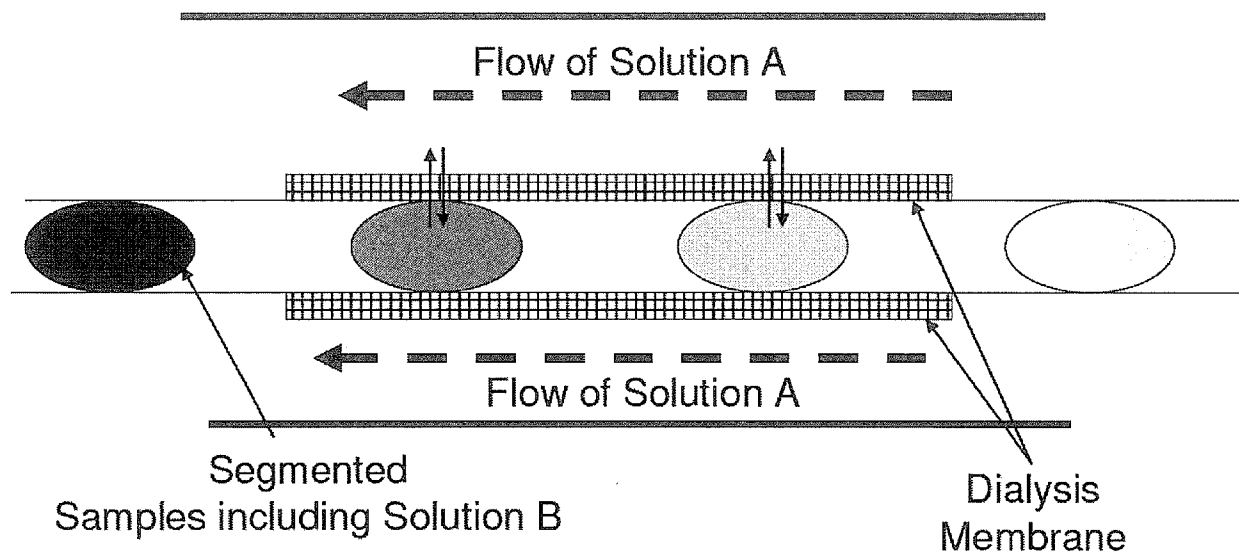 Flow of Solution A
Flow of Solution A
Segmented
Samples including Solution B
Dialysis
Membrane